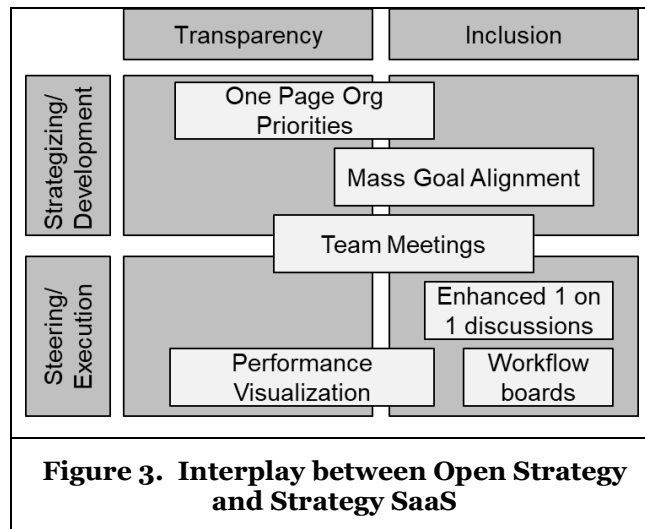 Transparency
Inclusion
Strategizing/
Development
One Page Org
Priorities
Mass Goal Alignment
Team Meetings
Steering/
Execution
Enhanced 1 on
1 discussions
Performance
Visualization
Workflow
boards
Figure 3. Interplay between Open Strategy
and Strategy SaaS